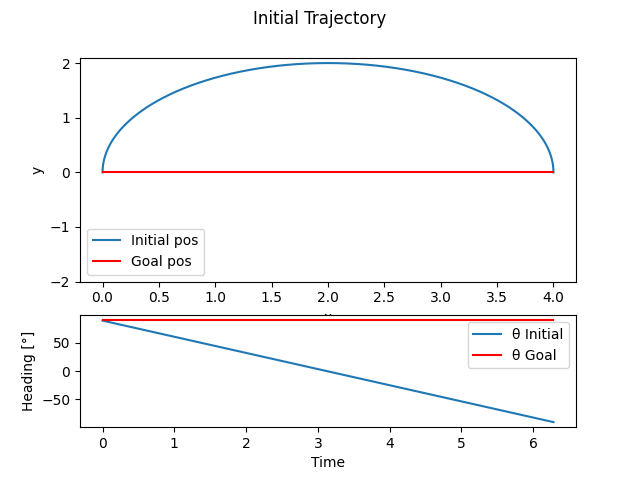 Initial Trajectory
2
1
0
−1
−2
y
Initial pos
Goal pos
0.0 0.5 1.0 1.5 2.0 2.5 3.0 3.5 4.0
50
0
−50
Heading [°]
θ Initial
θ Goal
0 1 2 3 4 5 6
Time